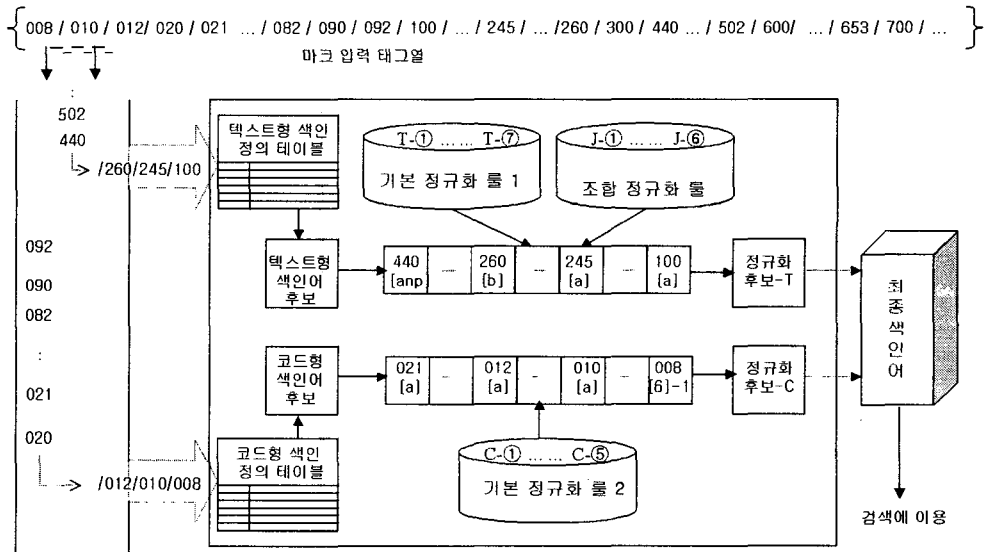 { 008 / 010 / 012/ 020 / 021 ... / 082 / 090 / 092 / 100 / ... / 245 / ... /260 / 300 / 440 ... / 502 / 600/ ... / 653 / 700 / ... }
마크 입력 태그열
:
502
440
/260/245/100
092
090
082
:
021
020
/012/010/008
텍스트형 색인
정의 테이블
T-① ...... T-⑦
기본 정규화 룰 1
J-① ...... J-⑥
조합 정규화 룰
텍스트형
색인어
후보
440
[anp]
...
260
[b]
-
245
[a]
-
100
[a]
정규화
후보-T
코드형
색인어
후보
021
[a]
-
012
[a]
-
010
[a]
-
008
[6]-1
정규화
후보-C
코드형 색인
정의 테이블
C-① ...... C-⑤
기본 정규화 룰 2
최종색인어
검색에 이용